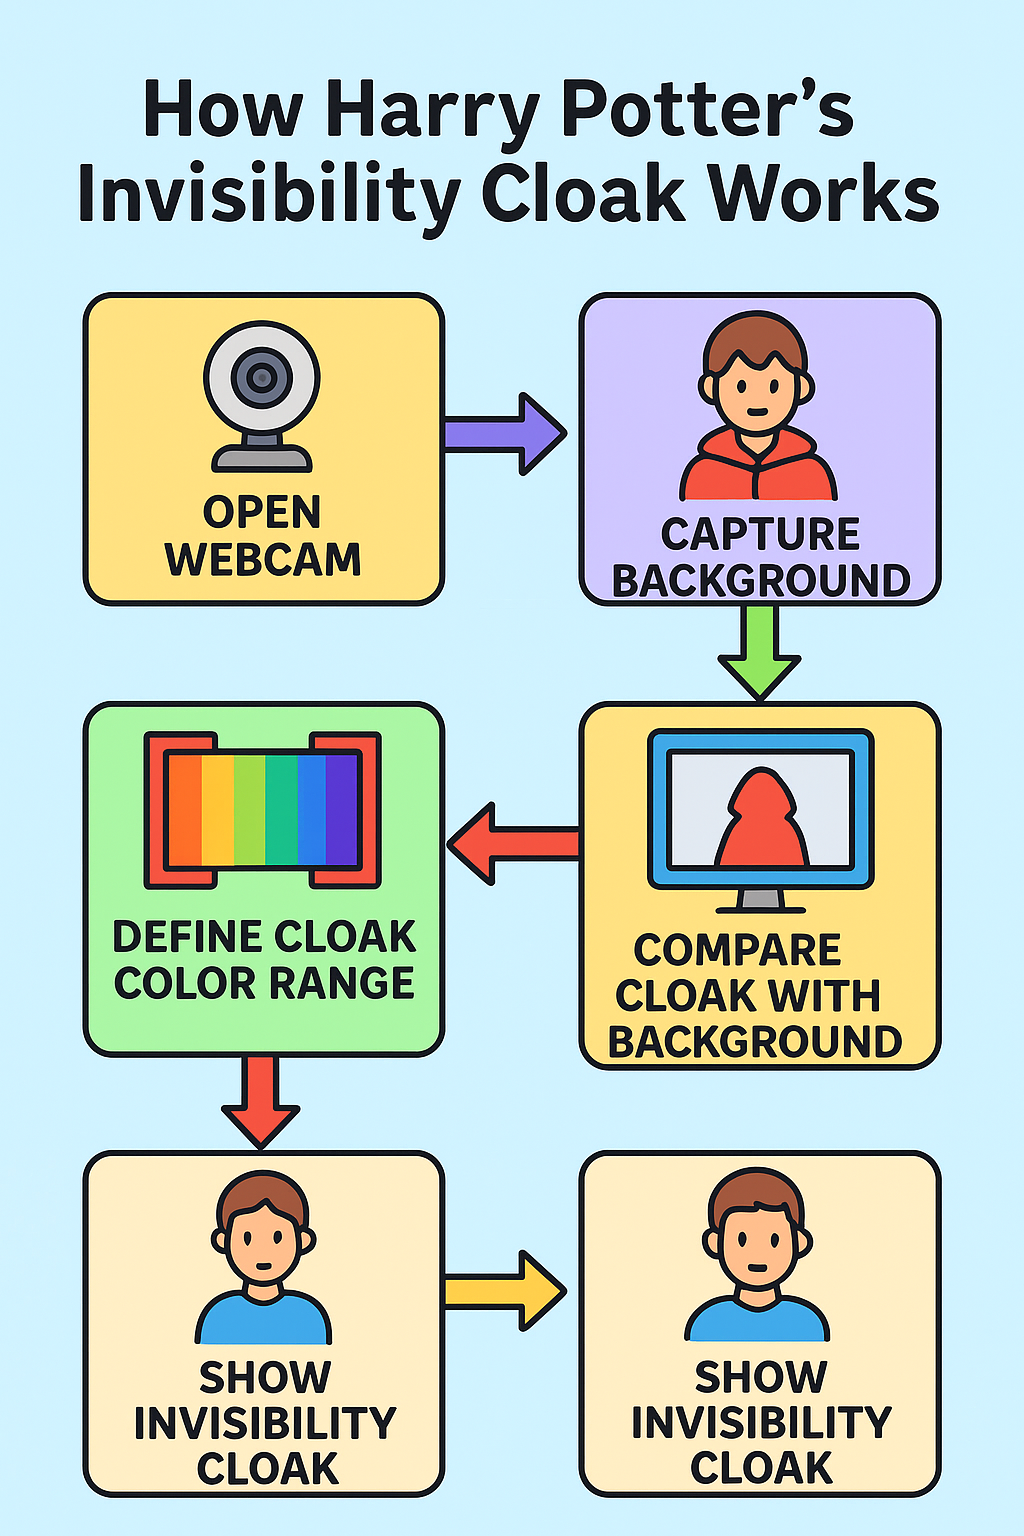 How Harry Potter’s
Invisibility Cloak Works
OPEN
WEBCAM
CAPTURE
BACKGROUND
COMPARE
CLOAK WITH
BACKGROUND
DEFINE CLOAK
COLOR RANGE
SHOW
INVISIBILITY
CLOAK
SHOW
INVISIBILITY
CLOAK